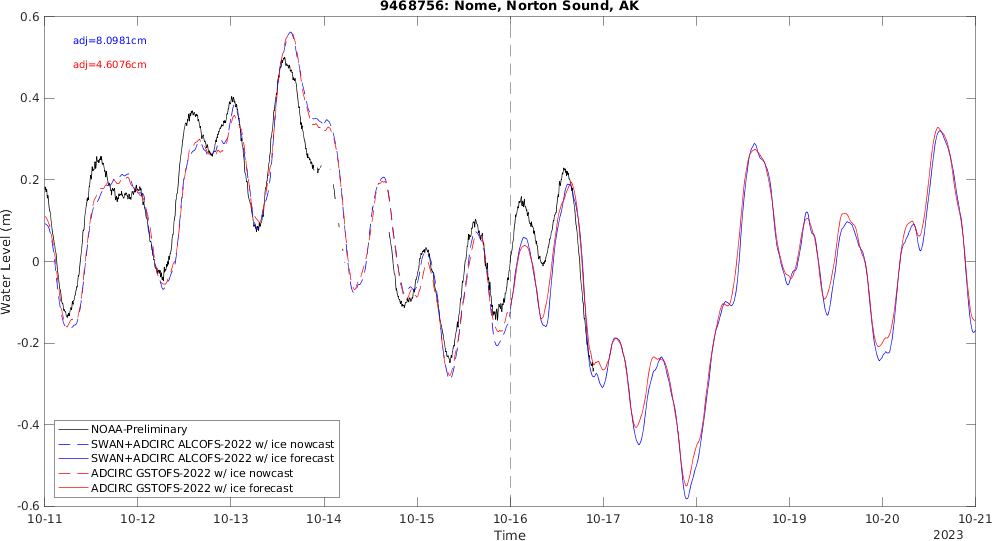 9468756: Nome, Norton Sound, AK
adj=8.0981cm
adj=4.6076cm
Water Level (m)
0.6
0.4
0.2
0
-0.2
-0.4
-0.6
NOAA-Preliminary
SWAN+ADCIRC ALCOFS-2022 w/ ice nowcast
SWAN+ADCIRC ALCOFS-2022 w/ ice forecast
ADCIRC GSTOFS-2022 w/ ice nowcast
ADCIRC GSTOFS-2022 w/ ice forecast
10-11 10-12 10-13 10-14 10-15 10-16 10-17 10-18 10-19 10-20 10-21
Time
2023